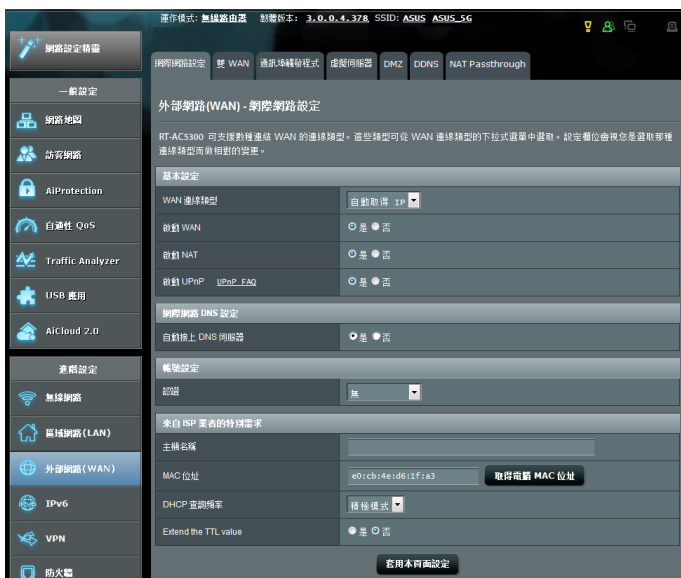 運作模式: 無線路由器 韌體版本: 3.0.0.4.378 SSID: ASUS ASUS_5G
網路設定精靈
一般設定
網路地圖
訪客網路
AiProtection
自適性 QoS
Traffic Analyzer
USB 應用
AiCloud 2.0
進階設定
無線網路
區域網路(LAN)
外部網路(WAN)
IPv6
VPN
防火牆
網際網路設定 雙 WAN 通訊埠觸發程式 虛擬伺服器 DMZ DDNS NAT Passthrough
外部網路(WAN) - 網際網路設定
RT-AC5300 可支援數種連結 WAN 的連線類型。這些類型可從 WAN 連線類型的下拉式選單中選取。設定欄位會視您是選取那種
連線類型而做相對的變更。
基本設定
WAN 連線類型 自動取得 IP
啟動 WAN 是 否
啟動 NAT 是 否
啟動 UPnP UPnP FAQ 是 否
網際網路 DNS 設定
自動接上 DNS 伺服器 是 否
帳號設定
認證 無
來自 ISP 業者的特別需求
主機名稱
MAC 位址 e0:cb:4e:d6:1f:a3 取得電腦 MAC 位址
DHCP 查詢頻率 積極模式
Extend the TTL value 是 否
套用本頁面設定